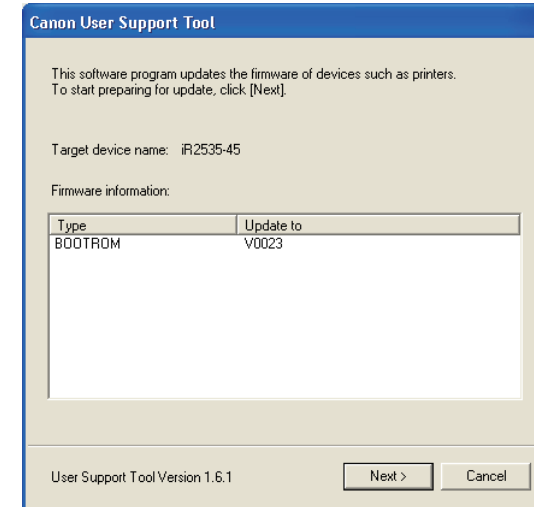 Canon User Support Tool
This software program updates the firmware of devices such as printers.
To start preparing for update, click [Next].
Target device name: iR2535-45
Firmware information:
Type Update to
BOOTROM V0023
User Support Tool Version 1.6.1
Next > Cancel